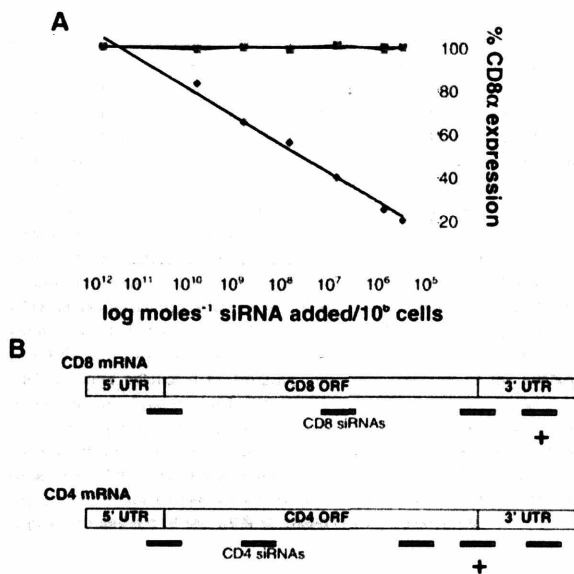 A
100
80
60
40
20
% CD8α expression
10¹² 10¹¹ 10¹⁰ 10⁹ 10⁸ 10⁷ 10⁶ 10⁵
log moles⁻¹ siRNA added/10⁶ cells
B
CD8 mRNA
5' UTR CD8 ORF 3' UTR
CD8 siRNAs
+
CD4 mRNA
5' UTR CD4 ORF 3' UTR
CD4 siRNAs
+